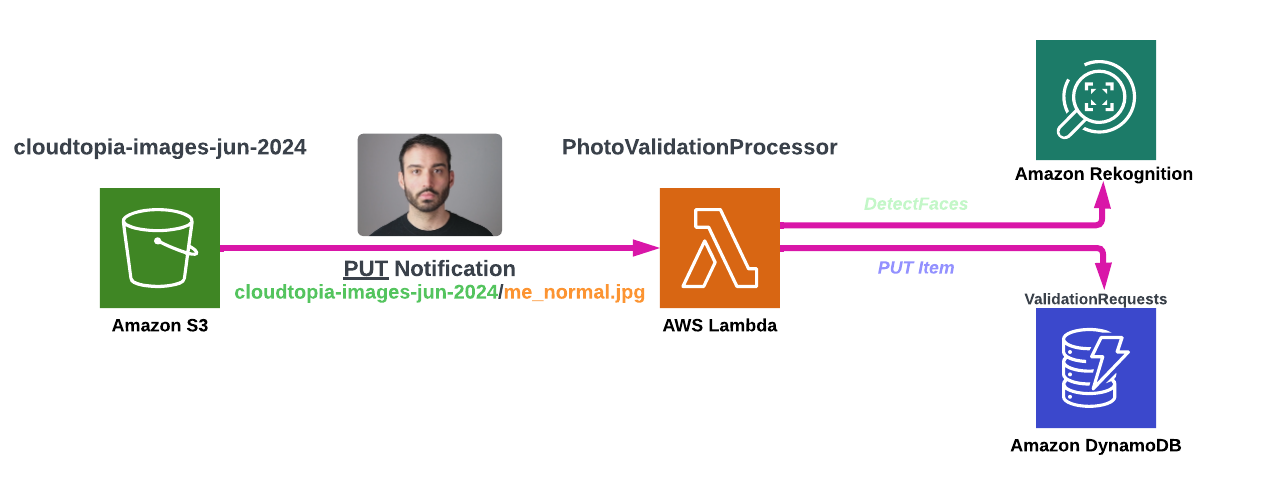 cloudtopia-images-jun-2024
PhotoValidationProcessor
Amazon Rekognition
DetectFaces
PUT Notification
PUT Item
cloudtopia-images-jun-2024/me_normal.jpg
ValidationRequests
Amazon S3
AWS Lambda
Amazon DynamoDB